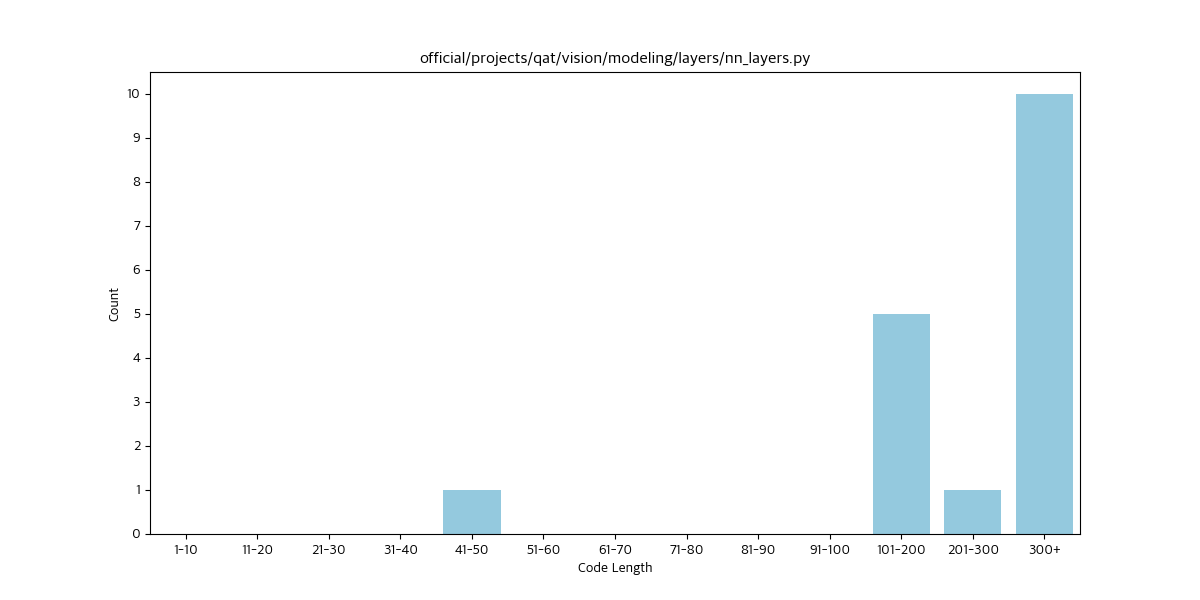 official/projects/qat/vision/modeling/layers/nn_layers.py
10
9
8
7
6
5
4
3
2
1
0
Count
1-10 11-20 21-30 31-40 41-50 51-60 61-70 71-80 81-90 91-100 101-200 201-300 300+
Code Length